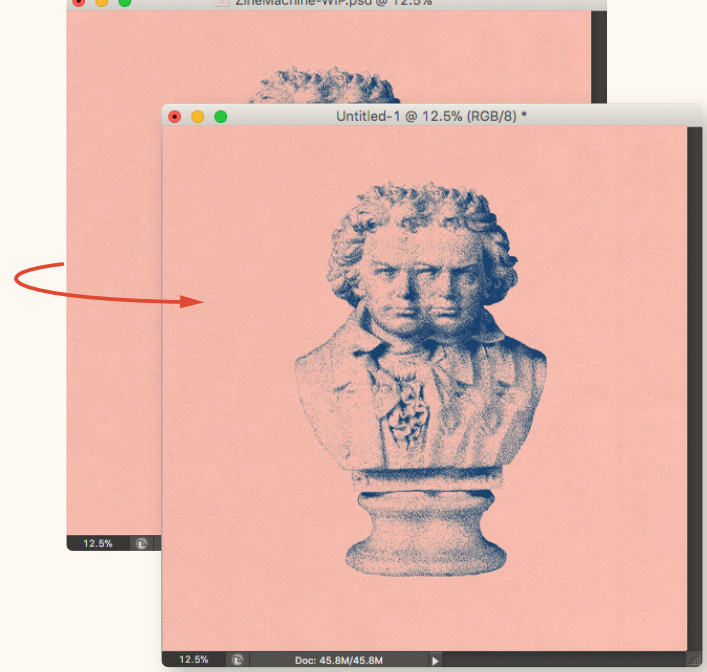 ZineMachine-WIP.psd @ 12.5%
Untitled-1 @ 12.5% (RGB/8) *
12.5%
12.5%
Doc: 45.8M/45.8M